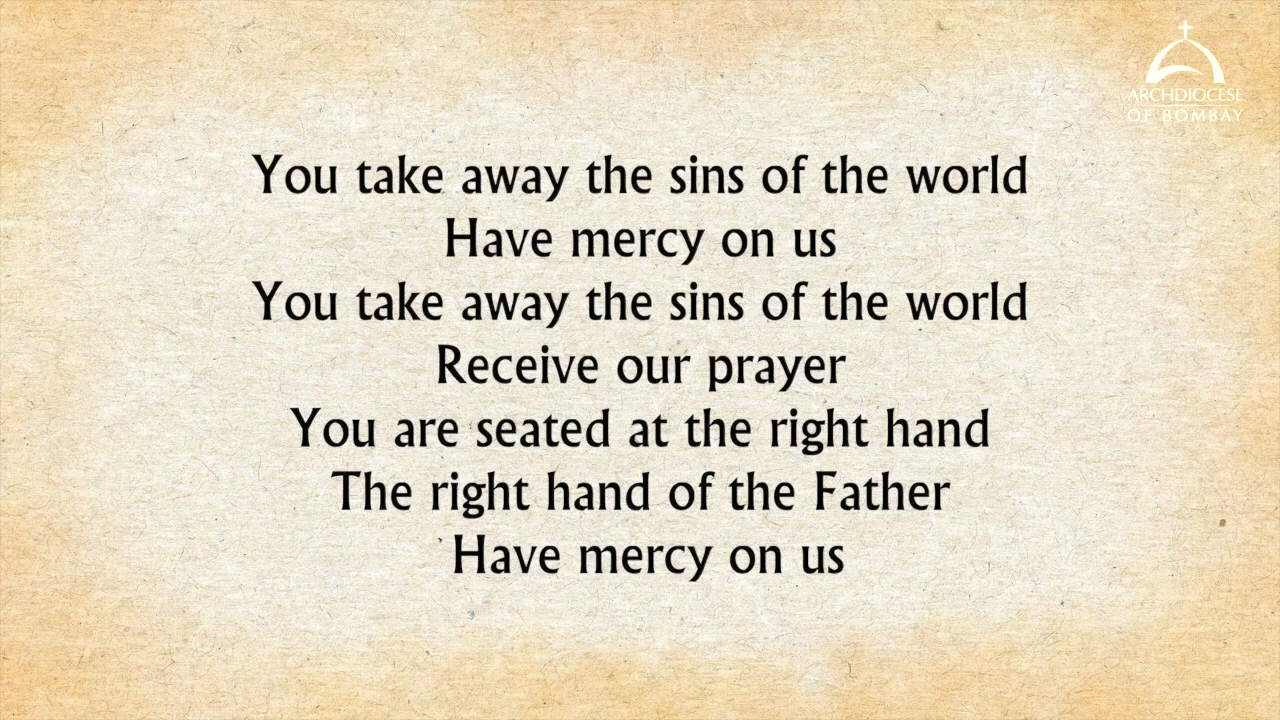 ARCHDIOCESE
OF BOMBAY
You take away the sins of the world
Have mercy on us
You take away the sins of the world
Receive our prayer
You are seated at the right hand
The right hand of the Father
Have mercy on us